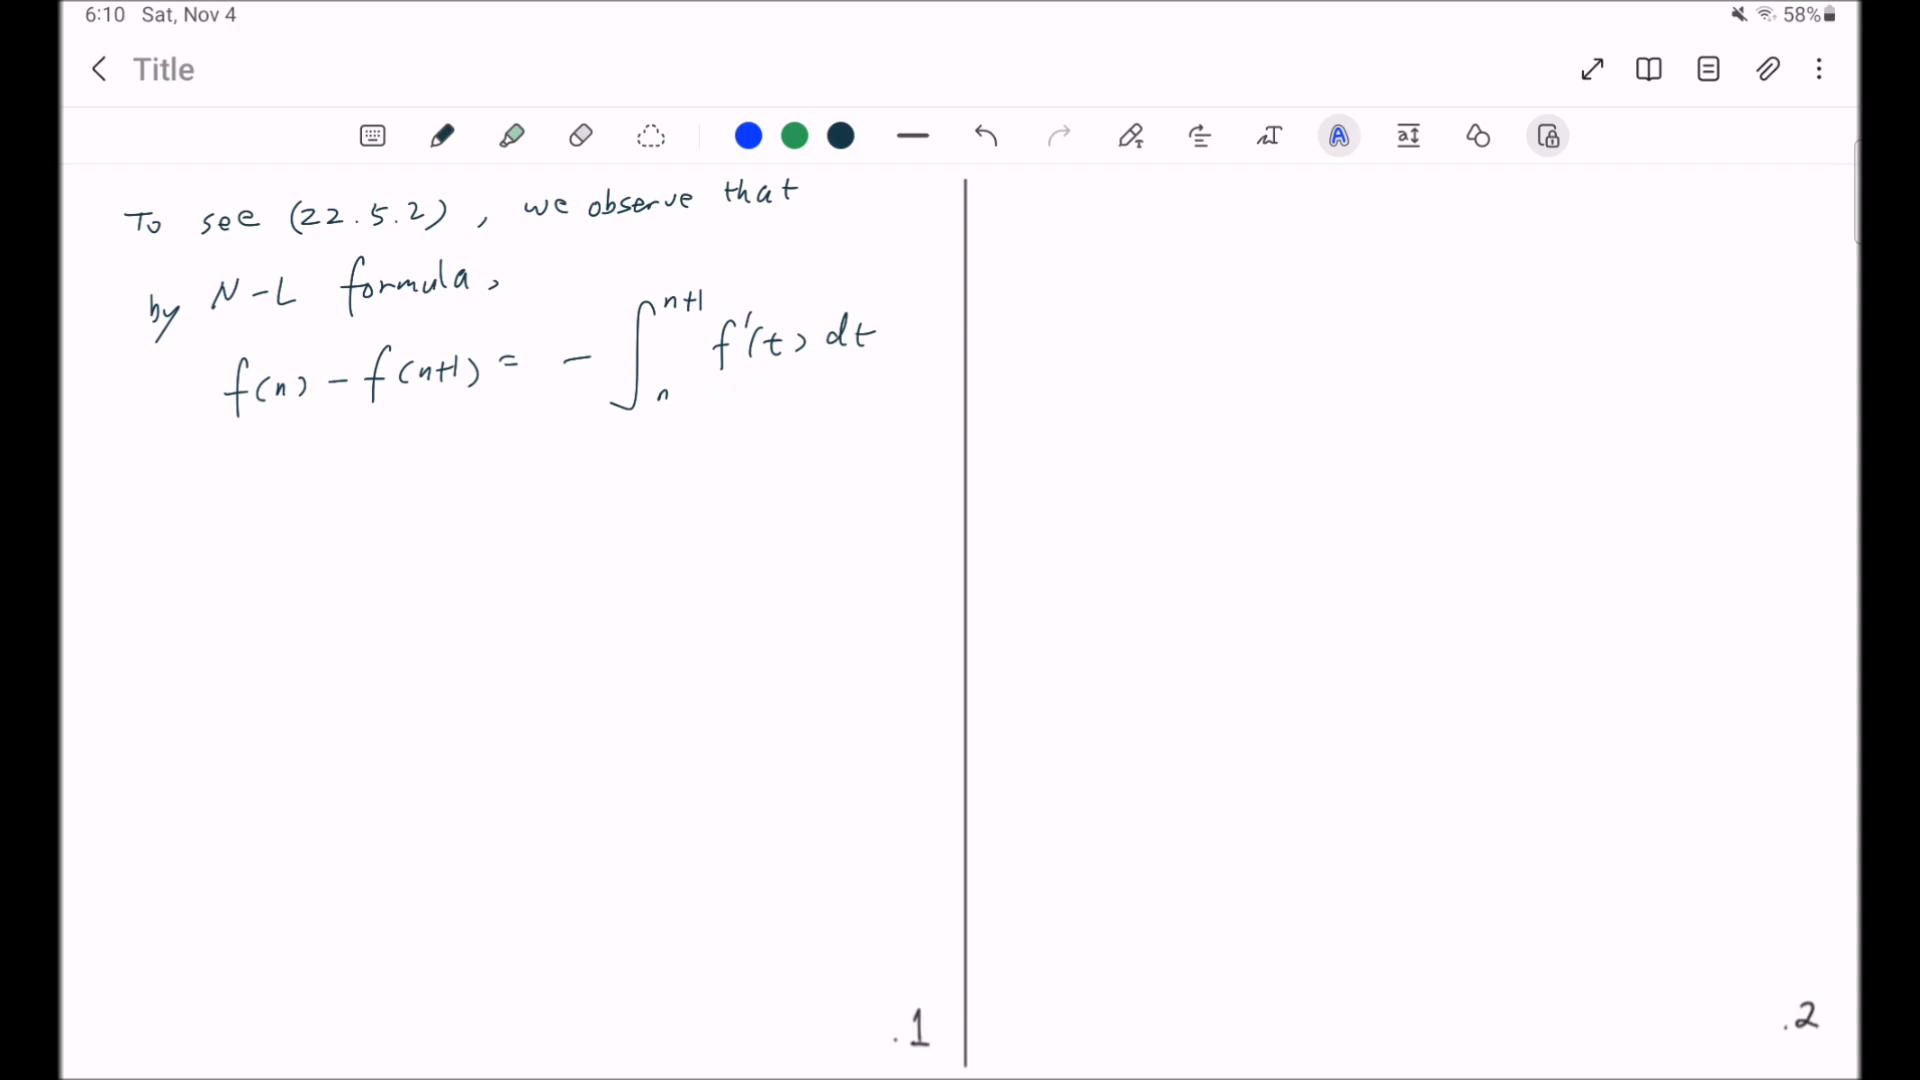 6:10 Sat, Nov 4 58%
Title
To see (22.5.2), we observe that
by N-L formula,
f(n) - f(n+1) = - ∫_n^{n+1} f'(t) dt
.1
.2